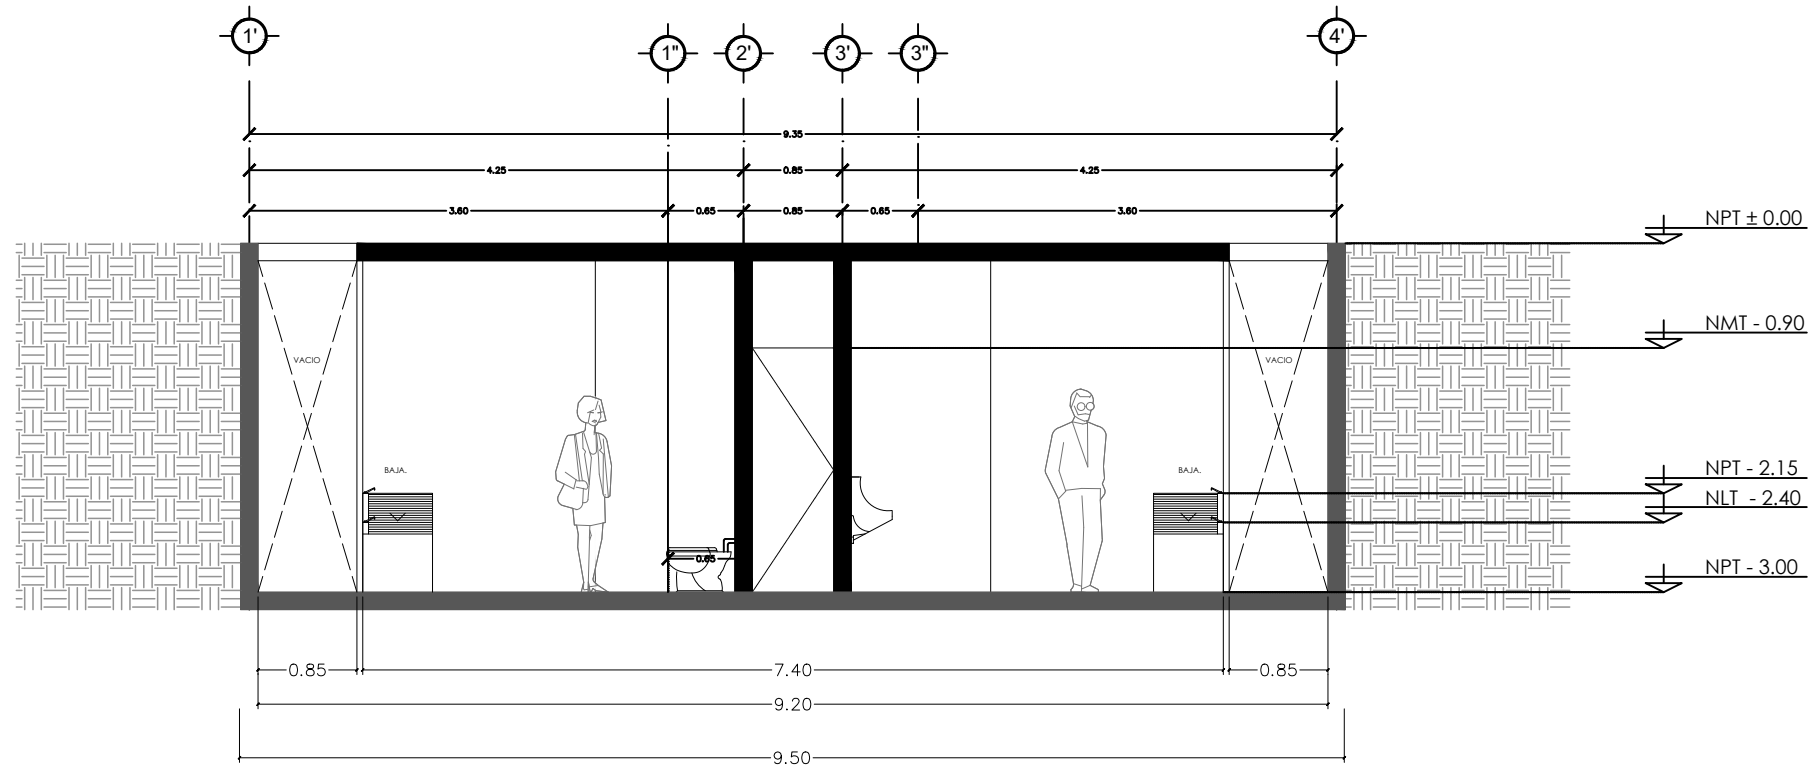 1' 4'
1" 2' 3' 3"
9.35
4.25 0.85 4.25
3.60 0.65 0.85 0.65 3.60
NPT ± 0.00
NMT - 0.90
VACIO VACIO
BAJA. BAJA.
NPT - 2.15
NLT - 2.40
0.65
NPT - 3.00
0.85 7.40 0.85
9.20
9.50